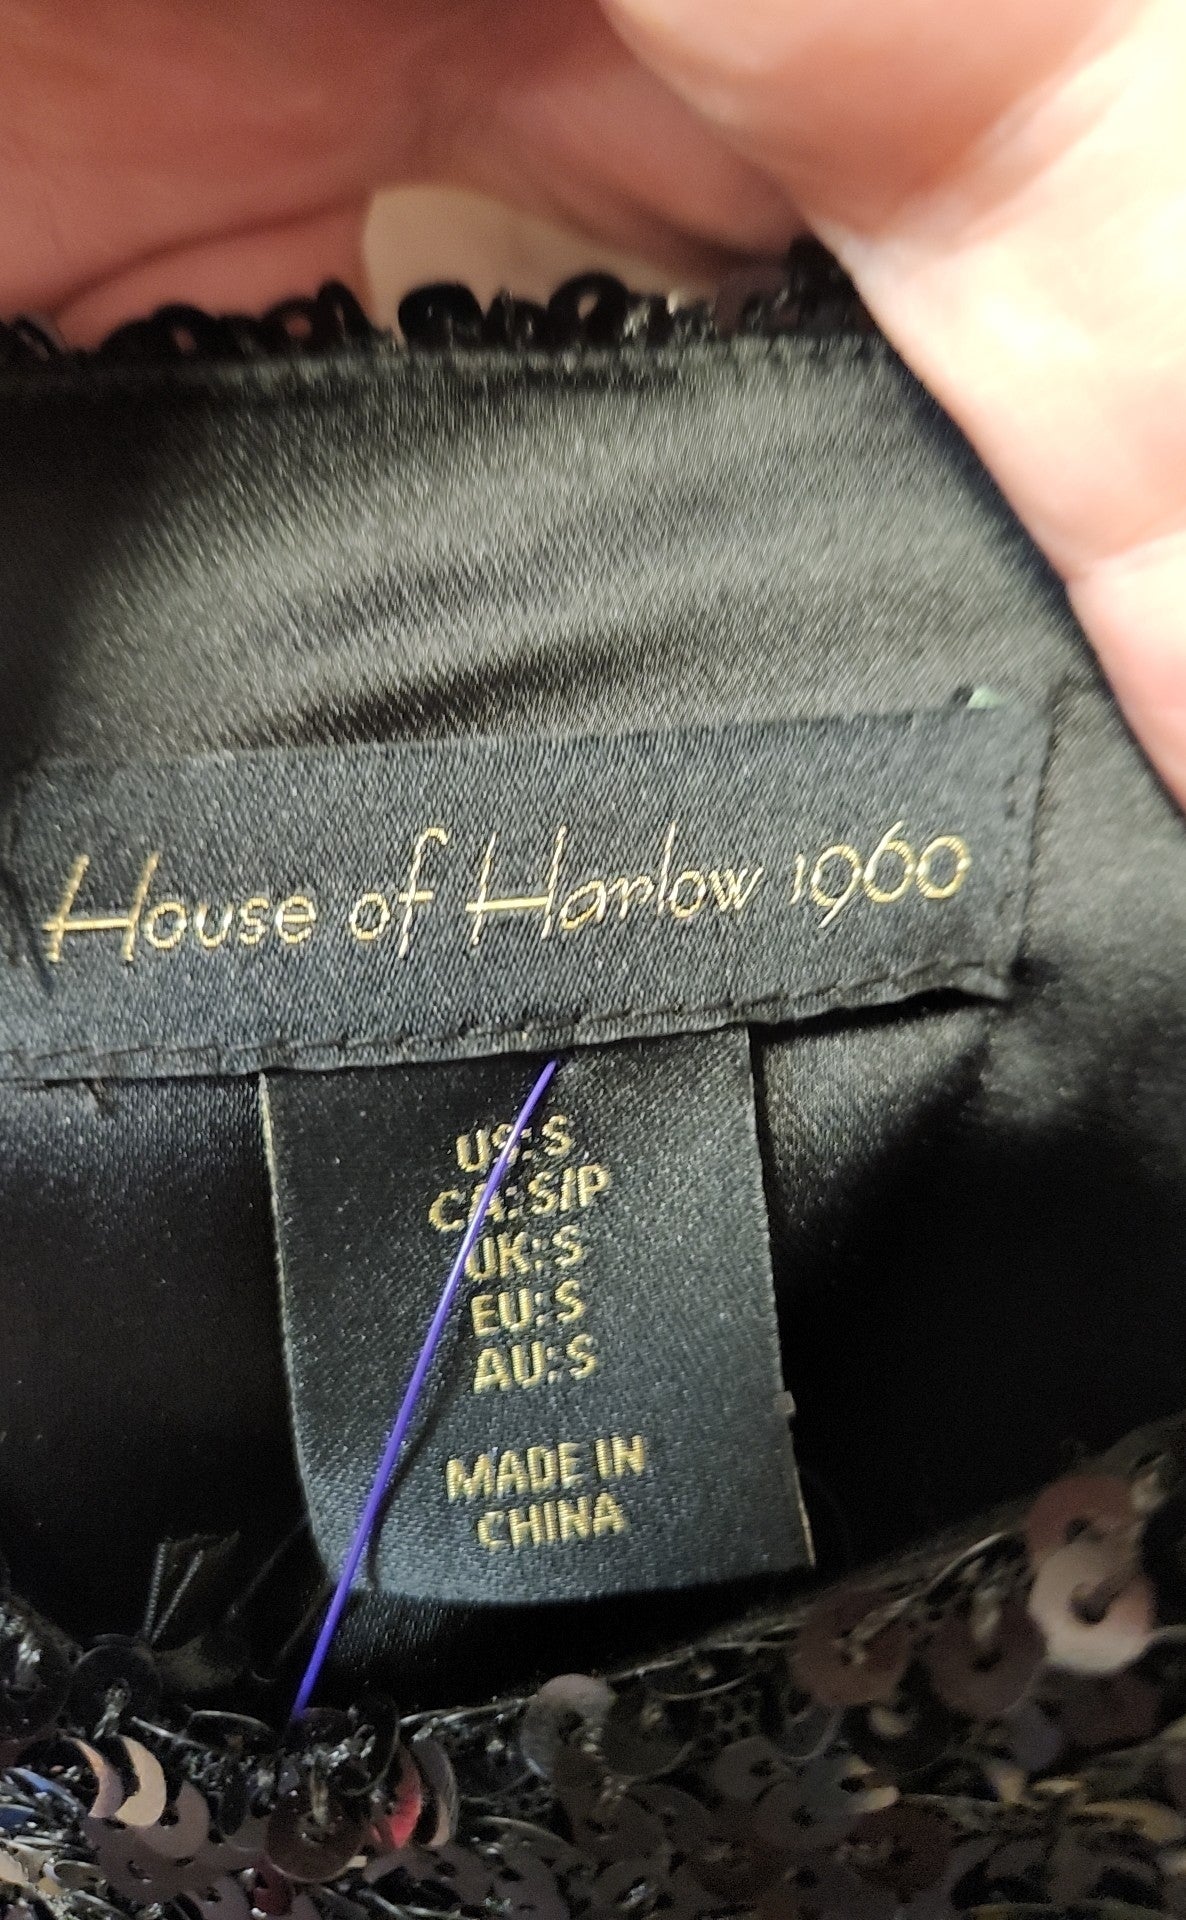 House of Harlow 1960
US: S
CA: S/P
UK: S
EU: S
AU: S
MADE IN
CHINA